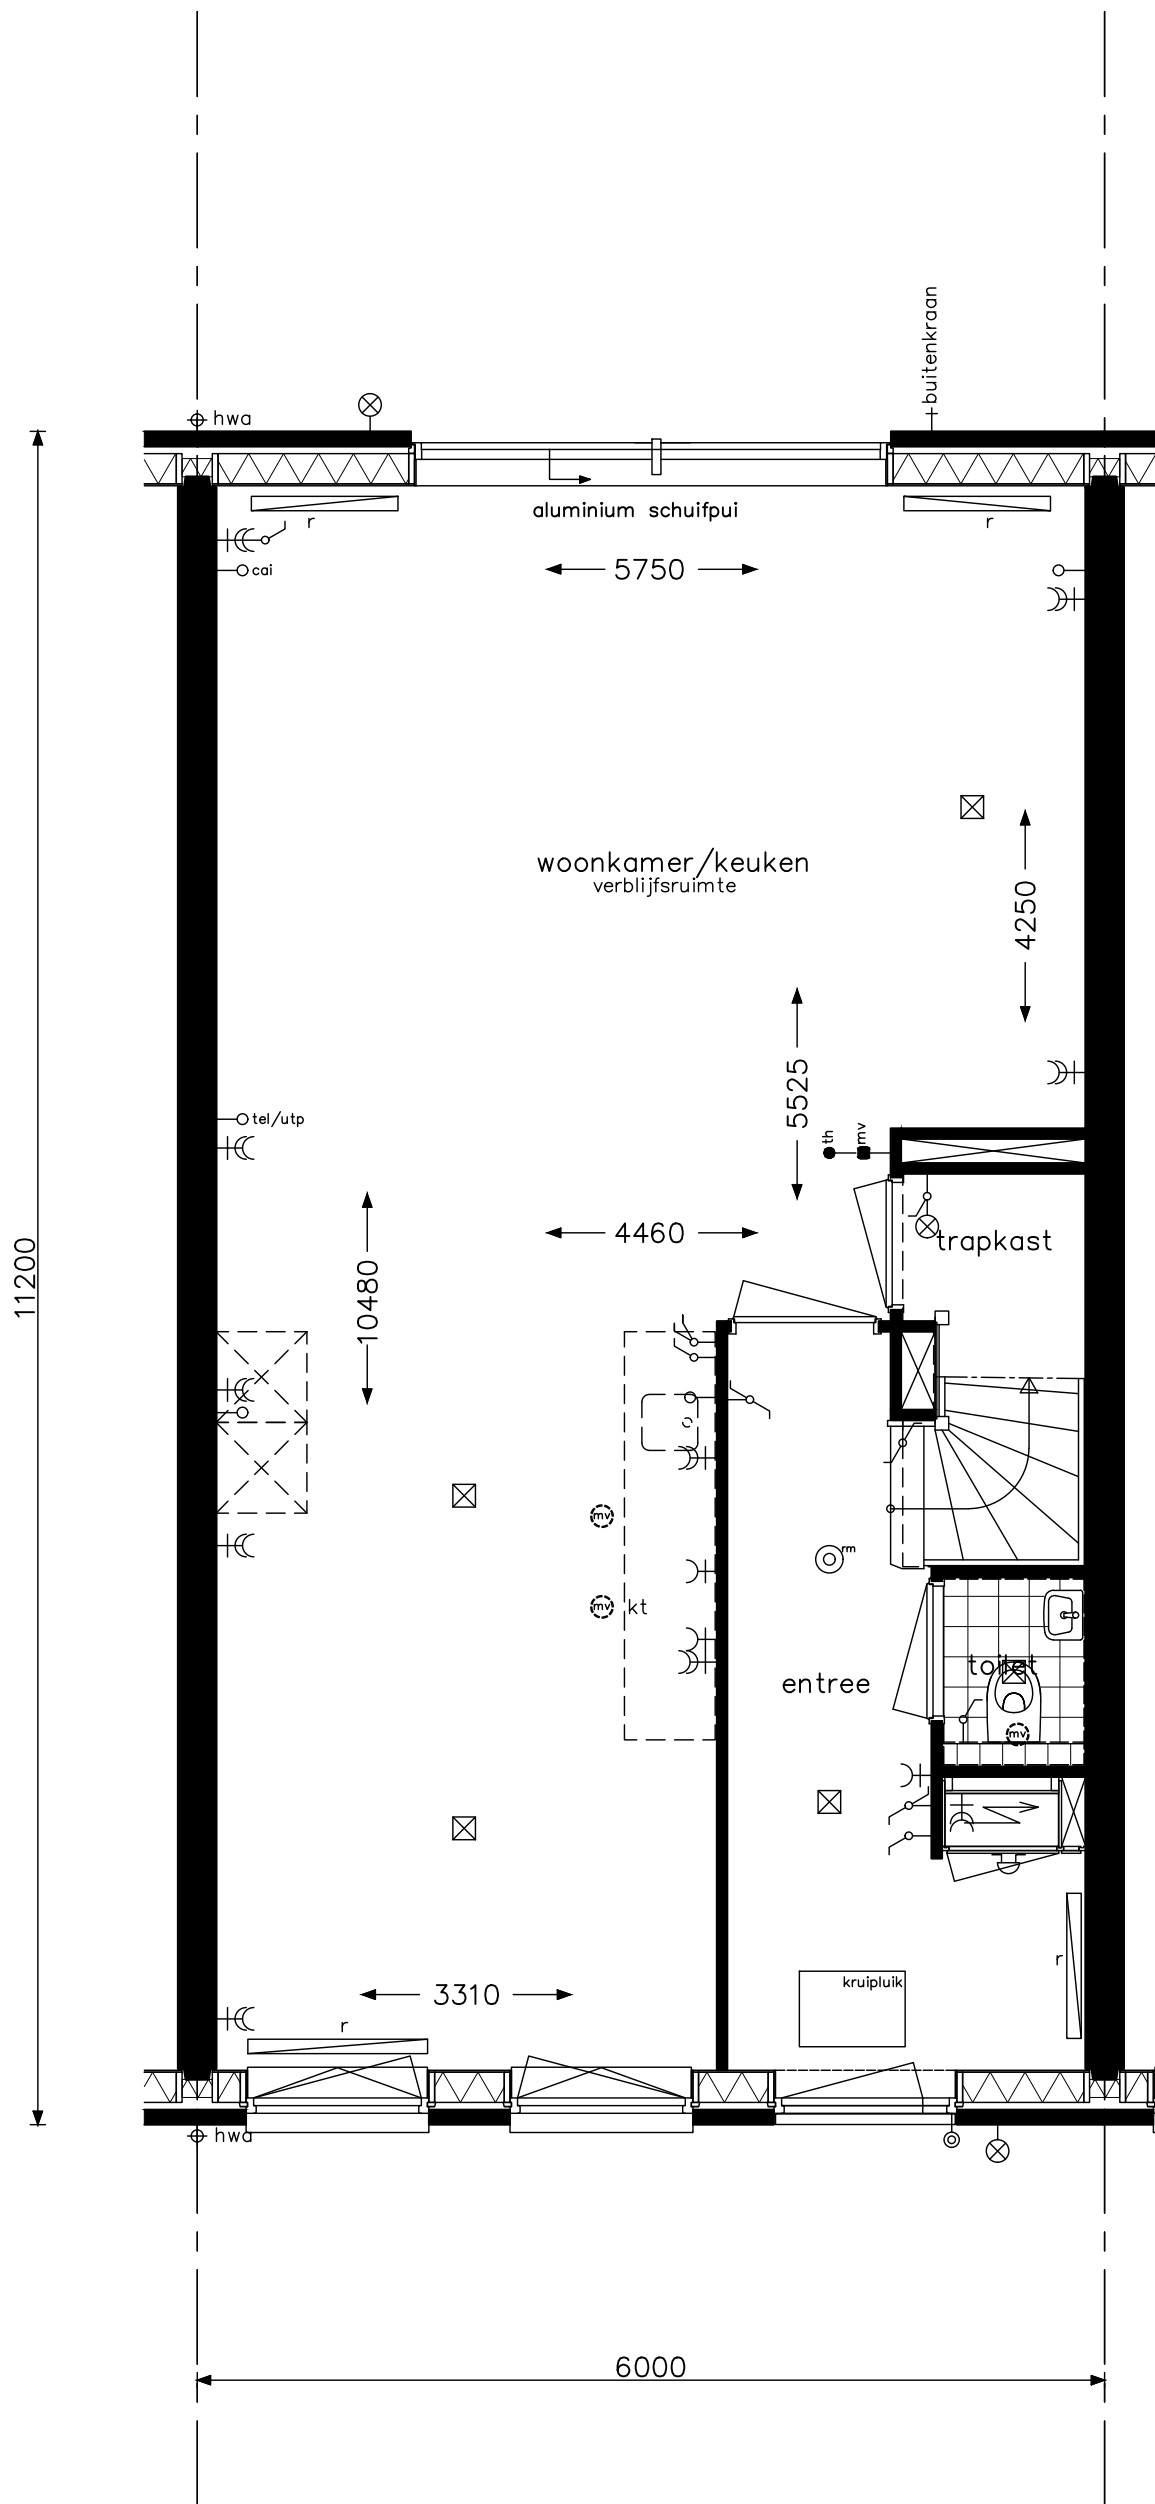 buitenkraan
hwa
aluminium schuifpui
r
r
cai
5750
woonkamer/keuken
verblijfsruimte
4250
5525
tel/utp
th
mv
4460
trapkast
11200
10480
rm
mv
mv
kt
entree
toilet
mv
3310
kruipluik
r
r
hwa
6000